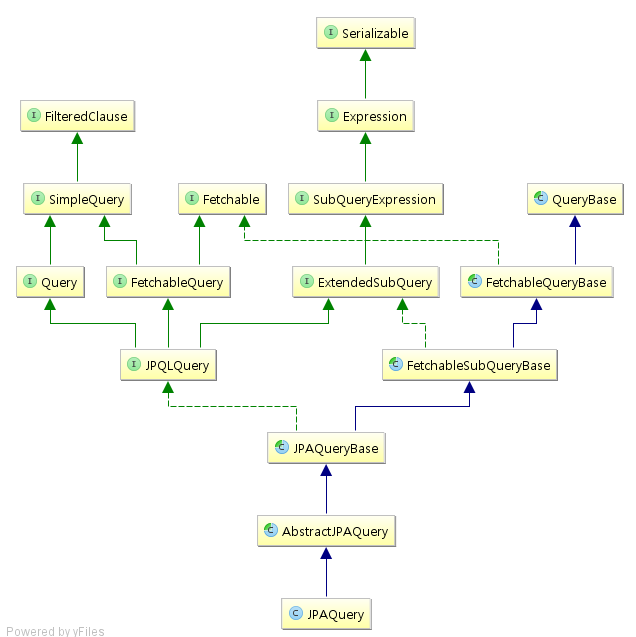 I Serializable
I FilteredClause
I Expression
I SimpleQuery
I Fetchable
I SubQueryExpression
C QueryBase
I Query
I FetchableQuery
I ExtendedSubQuery
C FetchableQueryBase
I JPQLQuery
C FetchableSubQueryBase
C JPAQueryBase
C AbstractJPAQuery
C JPAQuery
Powered by yFiles